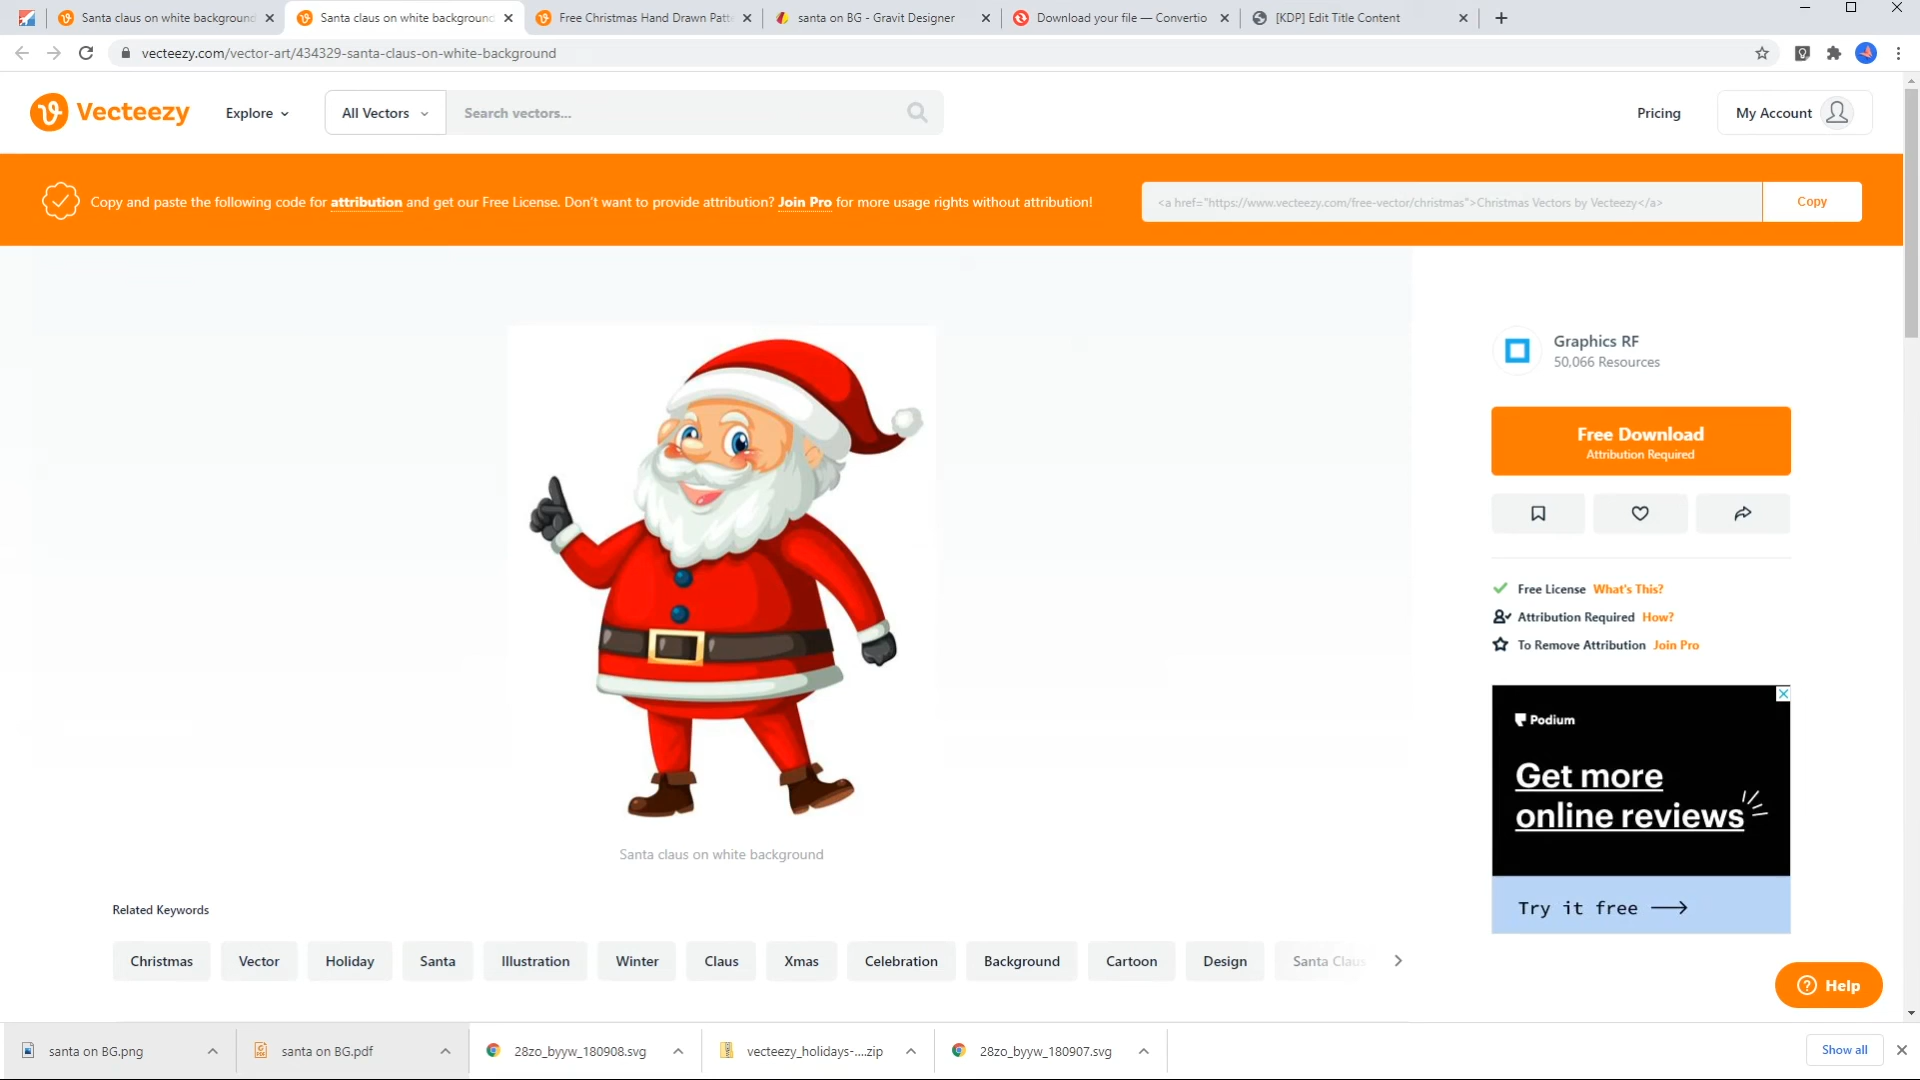 Santa claus on white background
Santa claus on white background
Free Christmas Hand Drawn Patt
santa on BG - Gravit Designer
Download your file — Convertio
[KDP] Edit Title Content
vecteezy.com/vector-art/434329-santa-claus-on-white-background
Vecteezy
Explore
All Vectors
Search vectors...
Pricing
My Account
Copy and paste the following code for attribution and get our Free License. Don't want to provide attribution? Join Pro for more usage rights without attribution!
<a href="https://www.vecteezy.com/free-vector/christmas">Christmas Vectors by Vecteezy</a>
Copy
Graphics RF
50,066 Resources
Free Download
Attribution Required
Free License What's This?
Attribution Required How?
To Remove Attribution Join Pro
Podium
Get more
online reviews
Try it free
Santa claus on white background
Related Keywords
Christmas
Vector
Holiday
Santa
Illustration
Winter
Claus
Xmas
Celebration
Background
Cartoon
Design
Santa Claus
Help
santa on BG.png
santa on BG.pdf
28zo_byyw_180908.svg
vecteezy_holidays-....zip
28zo_byyw_180907.svg
Show all